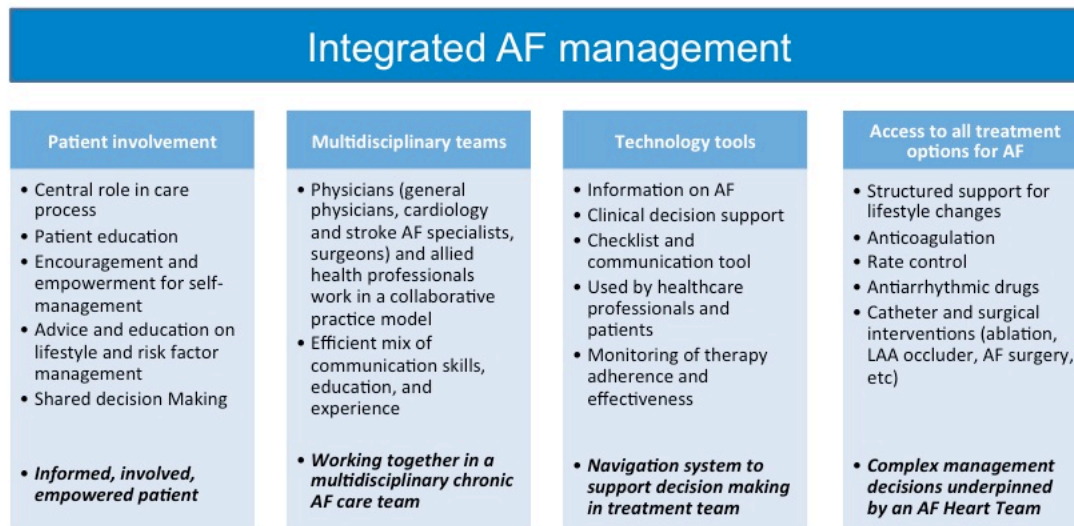 Integrated AF management
Patient involvement
• Central role in care
process
• Patient education
• Encouragement and
empowerment for self-
management
• Advice and education on
lifestyle and risk factor
management
• Shared decision Making
• Informed, involved,
empowered patient
Multidisciplinary teams
• Physicians (general
physicians, cardiology
and stroke AF specialists,
surgeons) and allied
health professionals
work in a collaborative
practice model
• Efficient mix of
communication skills,
education, and
experience
• Working together in a
multidisciplinary chronic
AF care team
Technology tools
• Information on AF
• Clinical decision support
• Checklist and
communication tool
• Used by healthcare
professionals and
patients
• Monitoring of therapy
adherence and
effectiveness
• Navigation system to
support decision making
in treatment team
Access to all treatment
options for AF
• Structured support for
lifestyle changes
• Anticoagulation
• Rate control
• Antiarrhythmic drugs
• Catheter and surgical
interventions (ablation,
LAA occluder, AF surgery,
etc)
• Complex management
decisions underpinned
by an AF Heart Team